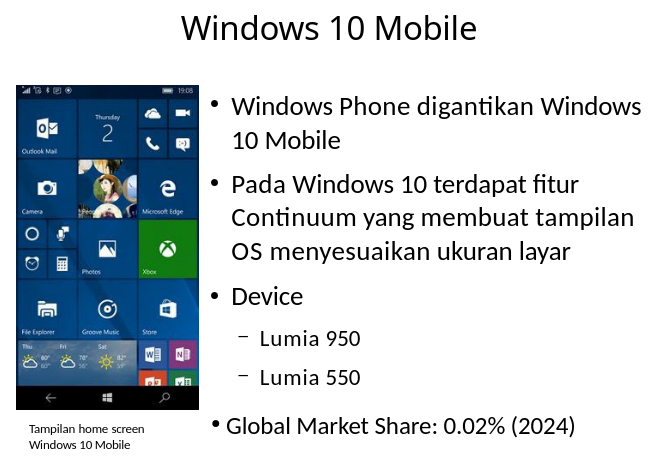 Windows 10 Mobile
19:08
Outlook Mail
Thursday
2
Camera
People
Microsoft Edge
Photos
Xbox
File Explorer
Groove Music
Store
Thu Fri Sat
60° 78° 82°
• Windows Phone digantikan Windows
10 Mobile
• Pada Windows 10 terdapat fitur
Continuum yang membuat tampilan
OS menyesuaikan ukuran layar
• Device
– Lumia 950
– Lumia 550
• Global Market Share: 0.02% (2024)
Tampilan home screen
Windows 10 Mobile